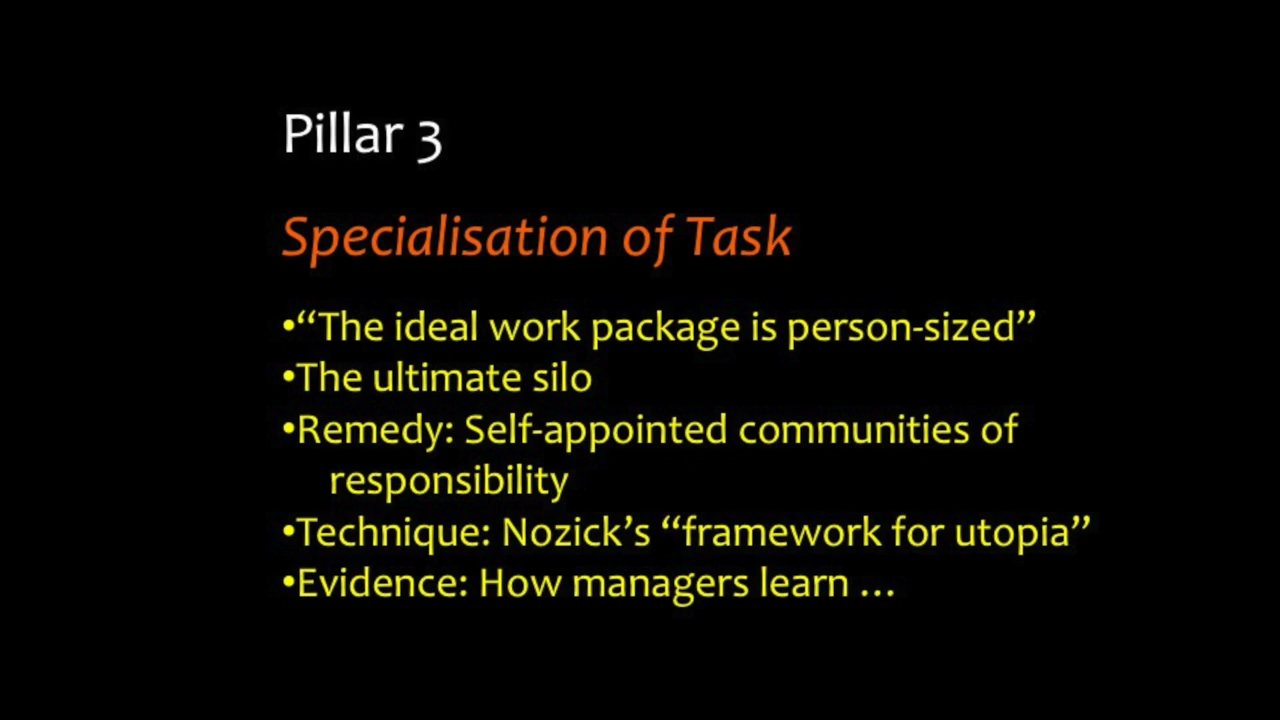 Pillar 3
Specialisation of Task
•“The ideal work package is person-sized”
•The ultimate silo
•Remedy: Self-appointed communities of
responsibility
•Technique: Nozick’s “framework for utopia”
•Evidence: How managers learn …